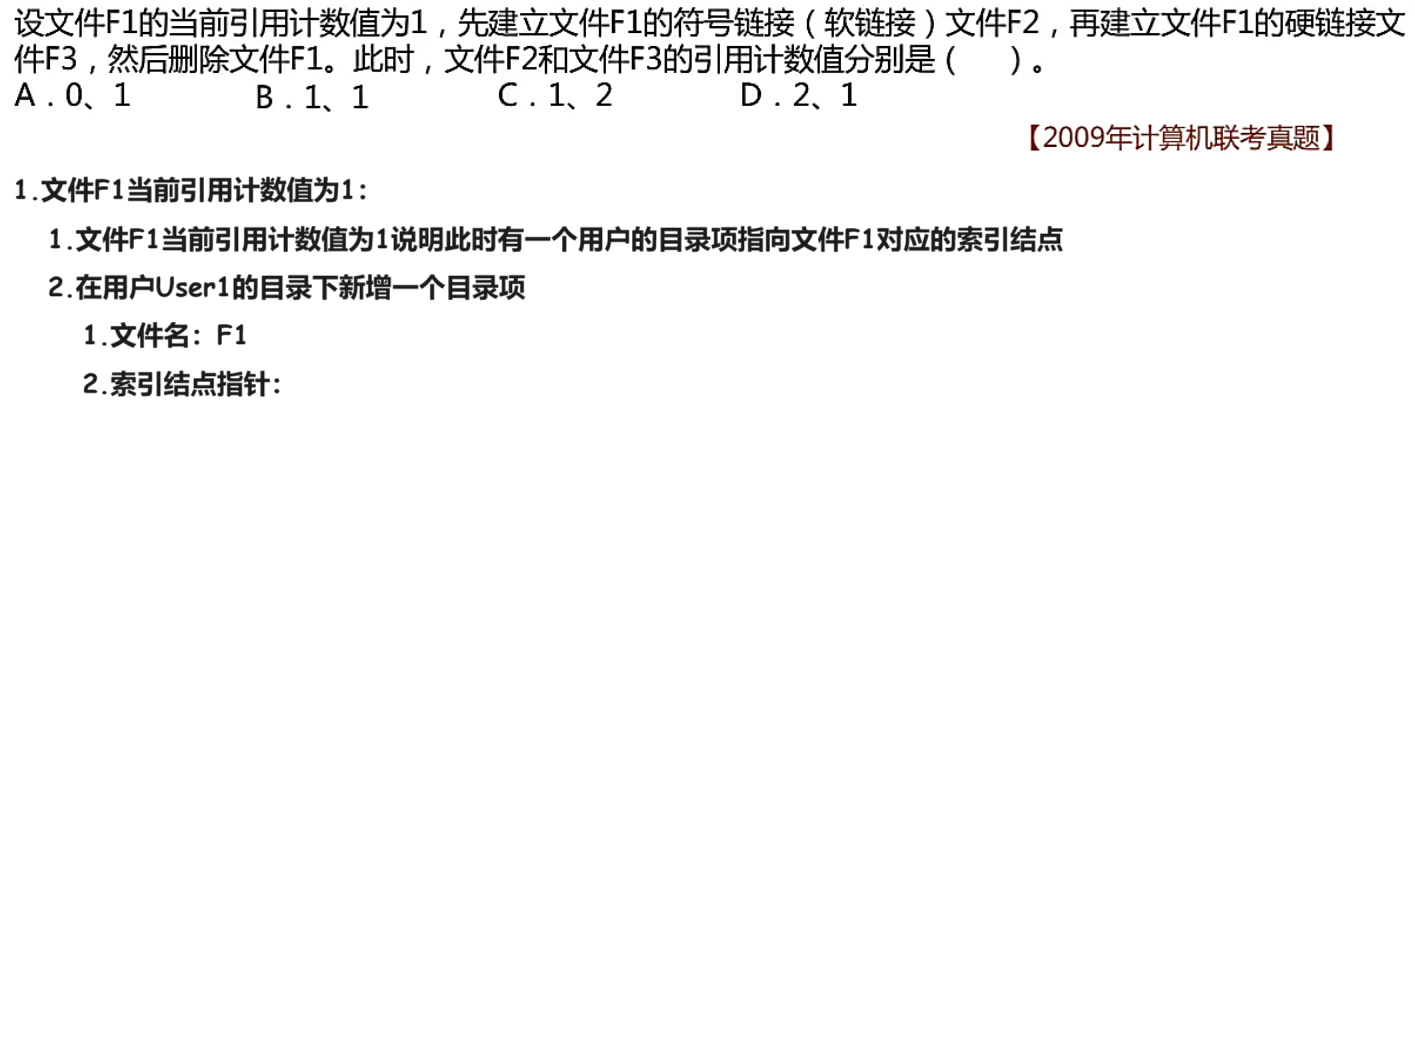 设文件F1的当前引用计数值为1，先建立文件F1的符号链接（软链接）文件F2，再建立文件F1的硬链接文
件F3，然后删除文件F1。此时，文件F2和文件F3的引用计数值分别是（　　）。
A．0、1　　B．1、1　　C．1、2　　D．2、1
【2009年计算机联考真题】
1.文件F1当前引用计数值为1：
1.文件F1当前引用计数值为1说明此时有一个用户的目录项指向文件F1对应的索引结点
2.在用户User1的目录下新增一个目录项
1.文件名：F1
2.索引结点指针：